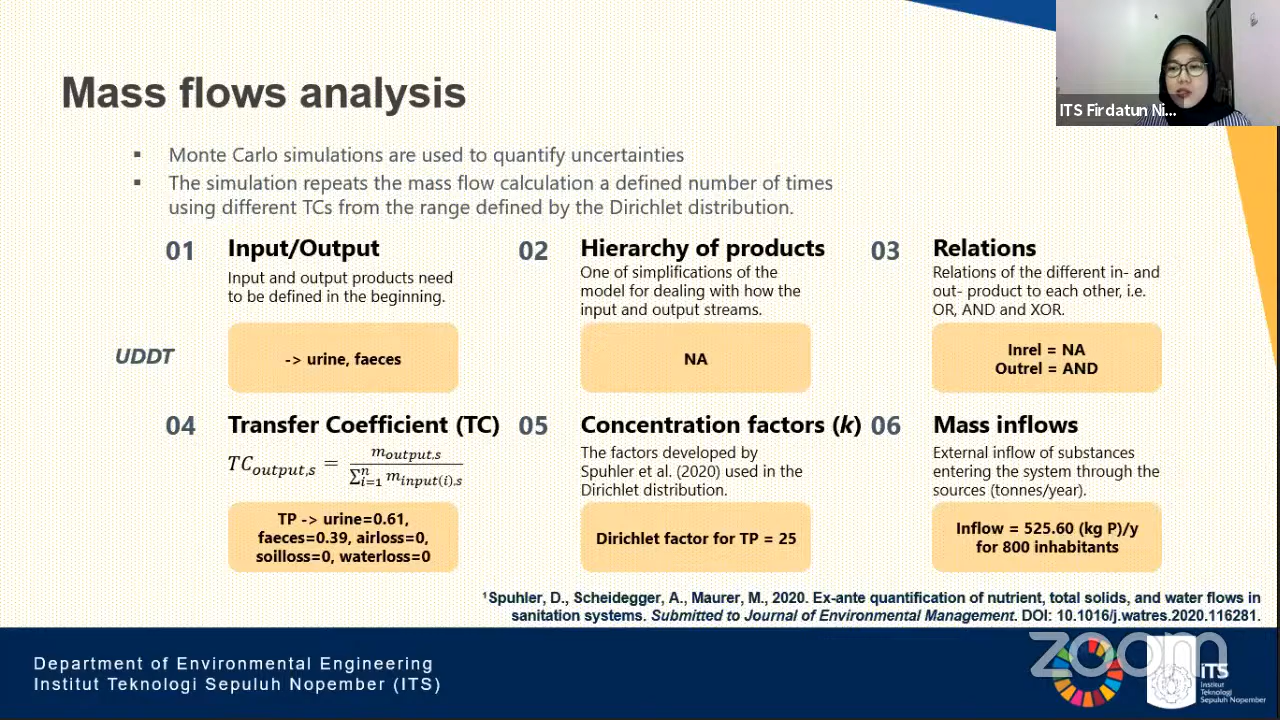 Mass flows analysis
ITS Firdatun Ni...
▪ Monte Carlo simulations are used to quantify uncertainties
▪ The simulation repeats the mass flow calculation a defined number of times
using different TCs from the range defined by the Dirichlet distribution.
01 Input/Output
Input and output products need
to be defined in the beginning.
02 Hierarchy of products
One of simplifications of the
model for dealing with how the
input and output streams.
03 Relations
Relations of the different in- and
out- product to each other, i.e.
OR, AND and XOR.
UDDT
-> urine, faeces
NA
Inrel = NA
Outrel = AND
04 Transfer Coefficient (TC)
TC_{output,s} = \frac{m_{output,s}}{\sum_{i=1}^{n} m_{input(i),s}}
TP -> urine=0.61,
faeces=0.39, airloss=0,
soilloss=0, waterloss=0
05 Concentration factors (k)
The factors developed by
Spuhler et al. (2020) used in the
Dirichlet distribution.
Dirichlet factor for TP = 25
06 Mass inflows
External inflow of substances
entering the system through the
sources (tonnes/year).
Inflow = 525.60 (kg P)/y
for 800 inhabitants
¹Spuhler, D., Scheidegger, A., Maurer, M., 2020. Ex-ante quantification of nutrient, total solids, and water flows in
sanitation systems. Submitted to Journal of Environmental Management. DOI: 10.1016/j.watres.2020.116281.
Department of Environmental Engineering
Institut Teknologi Sepuluh Nopember (ITS)
zoom
iTS
Institut
Teknologi
Sepuluh Nopember